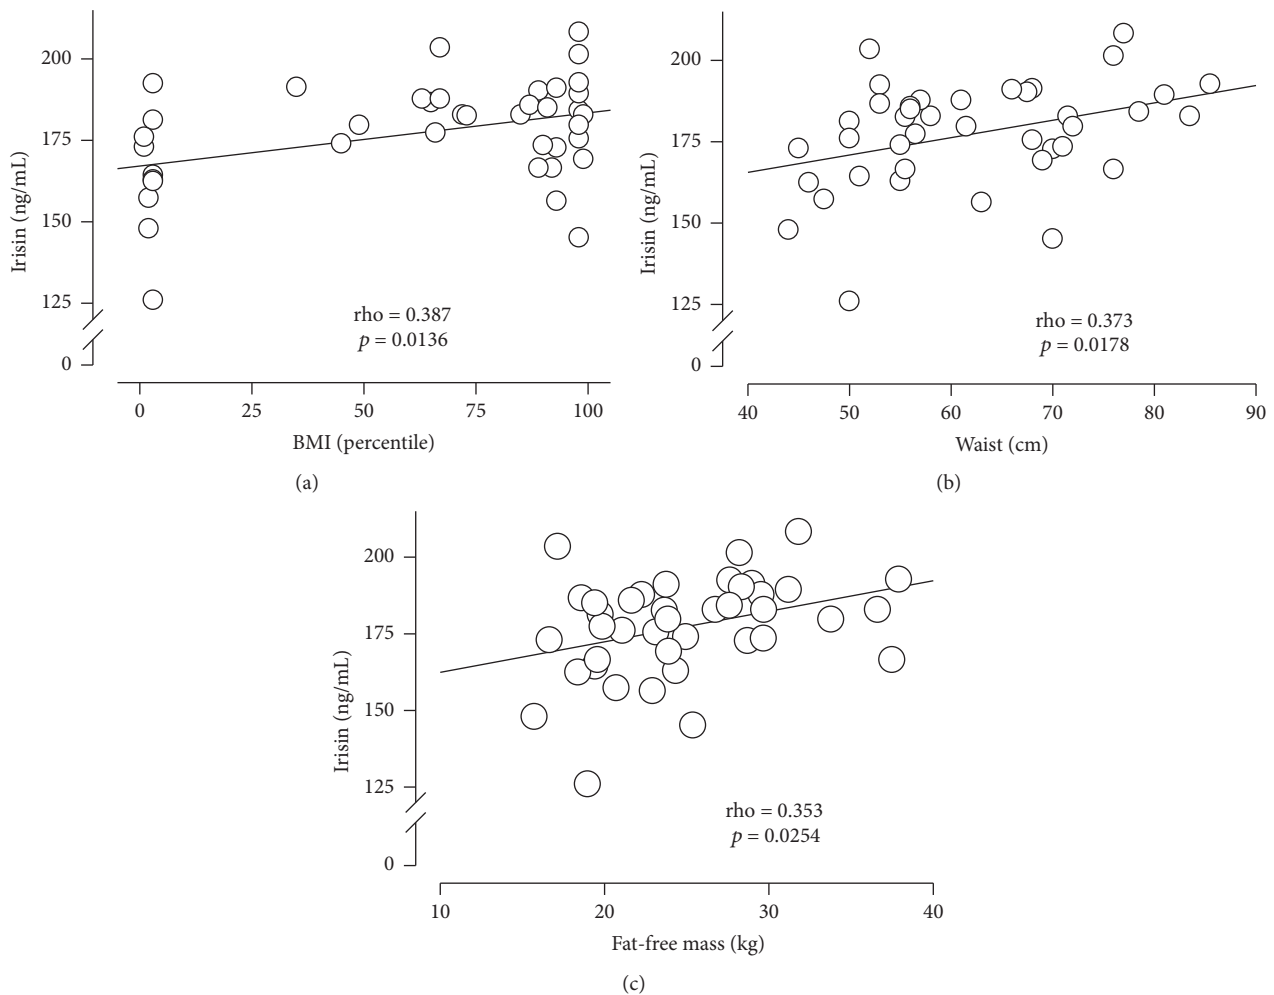 200
175
150
125
0
Irisin (ng/mL)
rho = 0.387
p = 0.0136
0 25 50 75 100
BMI (percentile)
(a)
200
175
150
125
0
Irisin (ng/mL)
rho = 0.373
p = 0.0178
40 50 60 70 80 90
Waist (cm)
(b)
200
175
150
125
0
Irisin (ng/mL)
rho = 0.353
p = 0.0254
10 20 30 40
Fat-free mass (kg)
(c)